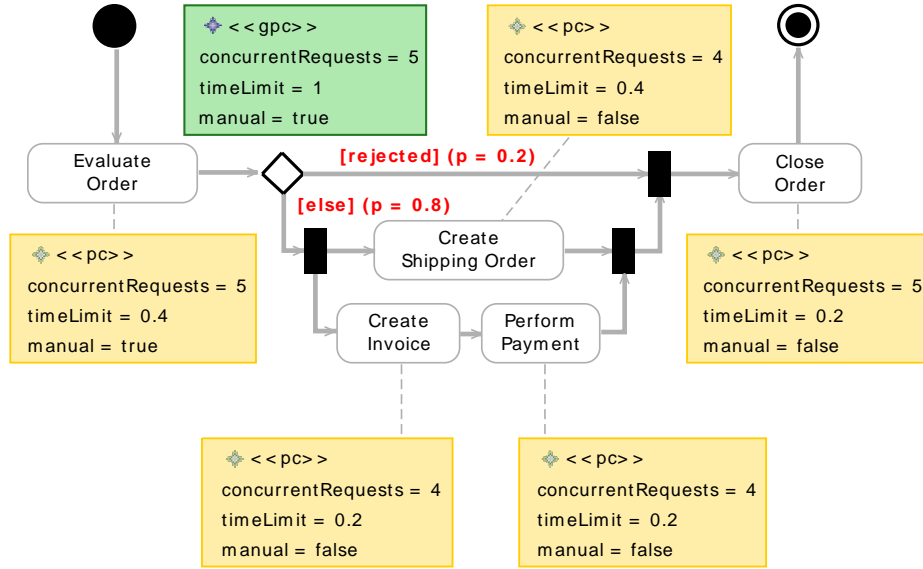 <<gpc>>
concurrentRequests = 5
timeLimit = 1
manual = true
<<pc>>
concurrentRequests = 4
timeLimit = 0.4
manual = false
Evaluate
Order
[rejected] (p = 0.2)
Close
Order
[else] (p = 0.8)
Create
Shipping Order
<<pc>>
concurrentRequests = 5
timeLimit = 0.4
manual = true
<<pc>>
concurrentRequests = 5
timeLimit = 0.2
manual = false
Create
Invoice
Perform
Payment
<<pc>>
concurrentRequests = 4
timeLimit = 0.2
manual = false
<<pc>>
concurrentRequests = 4
timeLimit = 0.2
manual = false